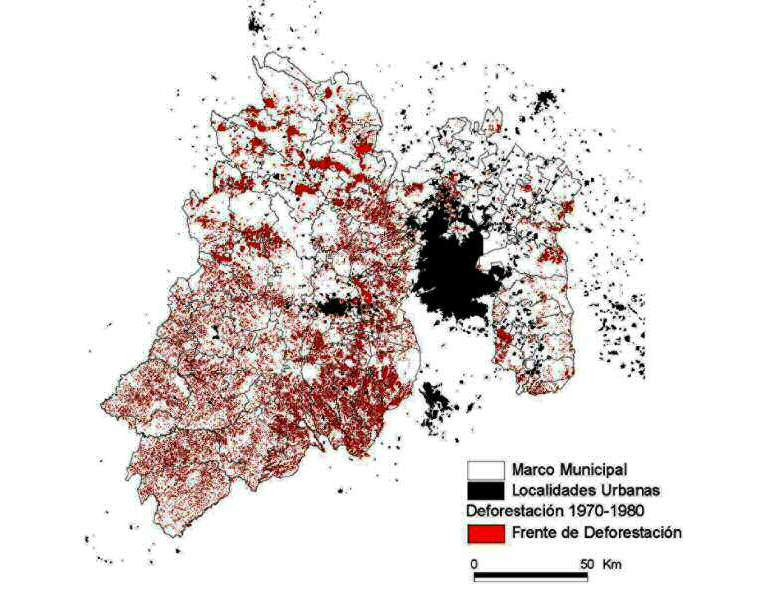 Marco Municipal
Localidades Urbanas
Deforestación 1970-1980
Frente de Deforestación
0 50 Km